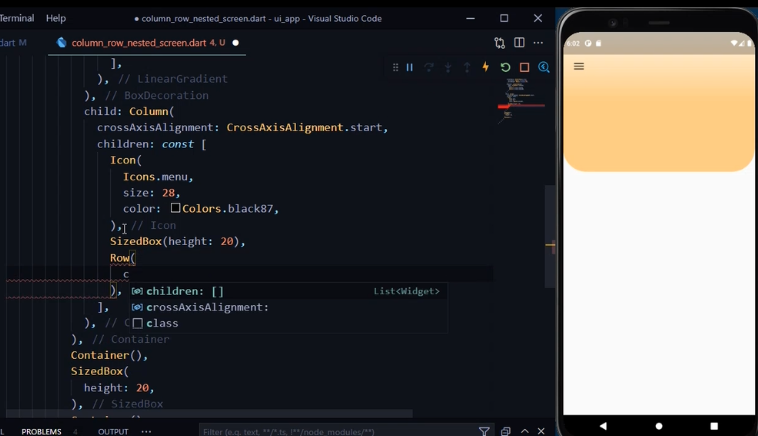 Terminal Help
● column_row_nested_screen.dart - ui_app - Visual Studio Code
dart M
column_row_nested_screen.dart 4, U ●
],
), // LinearGradient
), // BoxDecoration
child: Column(
crossAxisAlignment: CrossAxisAlignment.start,
children: const [
Icon(
Icons.menu,
size: 28,
color: Colors.black87,
), // Icon
SizedBox(height: 20),
Row(
c
), children: [] List<Widget>
], crossAxisAlignment:
), // C class
), // Container
Container(),
SizedBox(
height: 20,
), // SizedBox
L PROBLEMS 4 OUTPUT ···
Filter (e.g. text, **/*.ts, !**/node_modules/**)
6:02